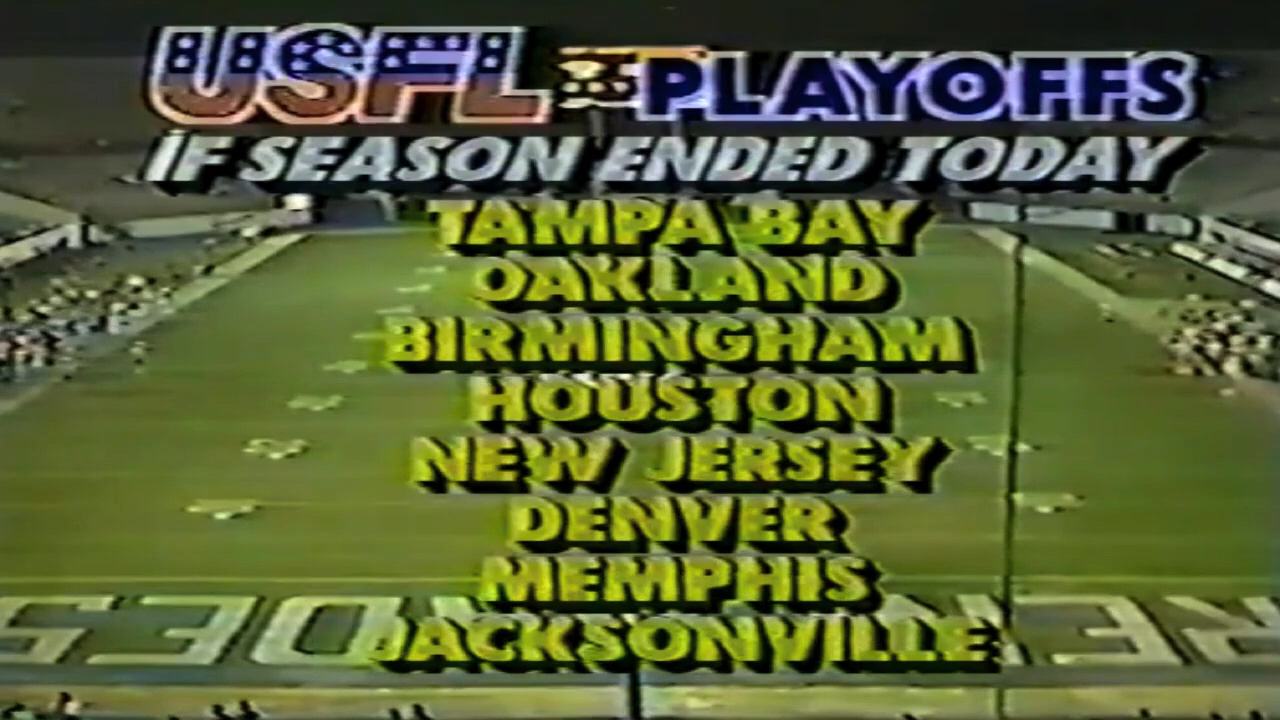 USFL PLAYOFFS
IF SEASON ENDED TODAY
TAMPA BAY
OAKLAND
BIRMINGHAM
HOUSTON
NEW JERSEY
DENVER
MEMPHIS
JACKSONVILLE